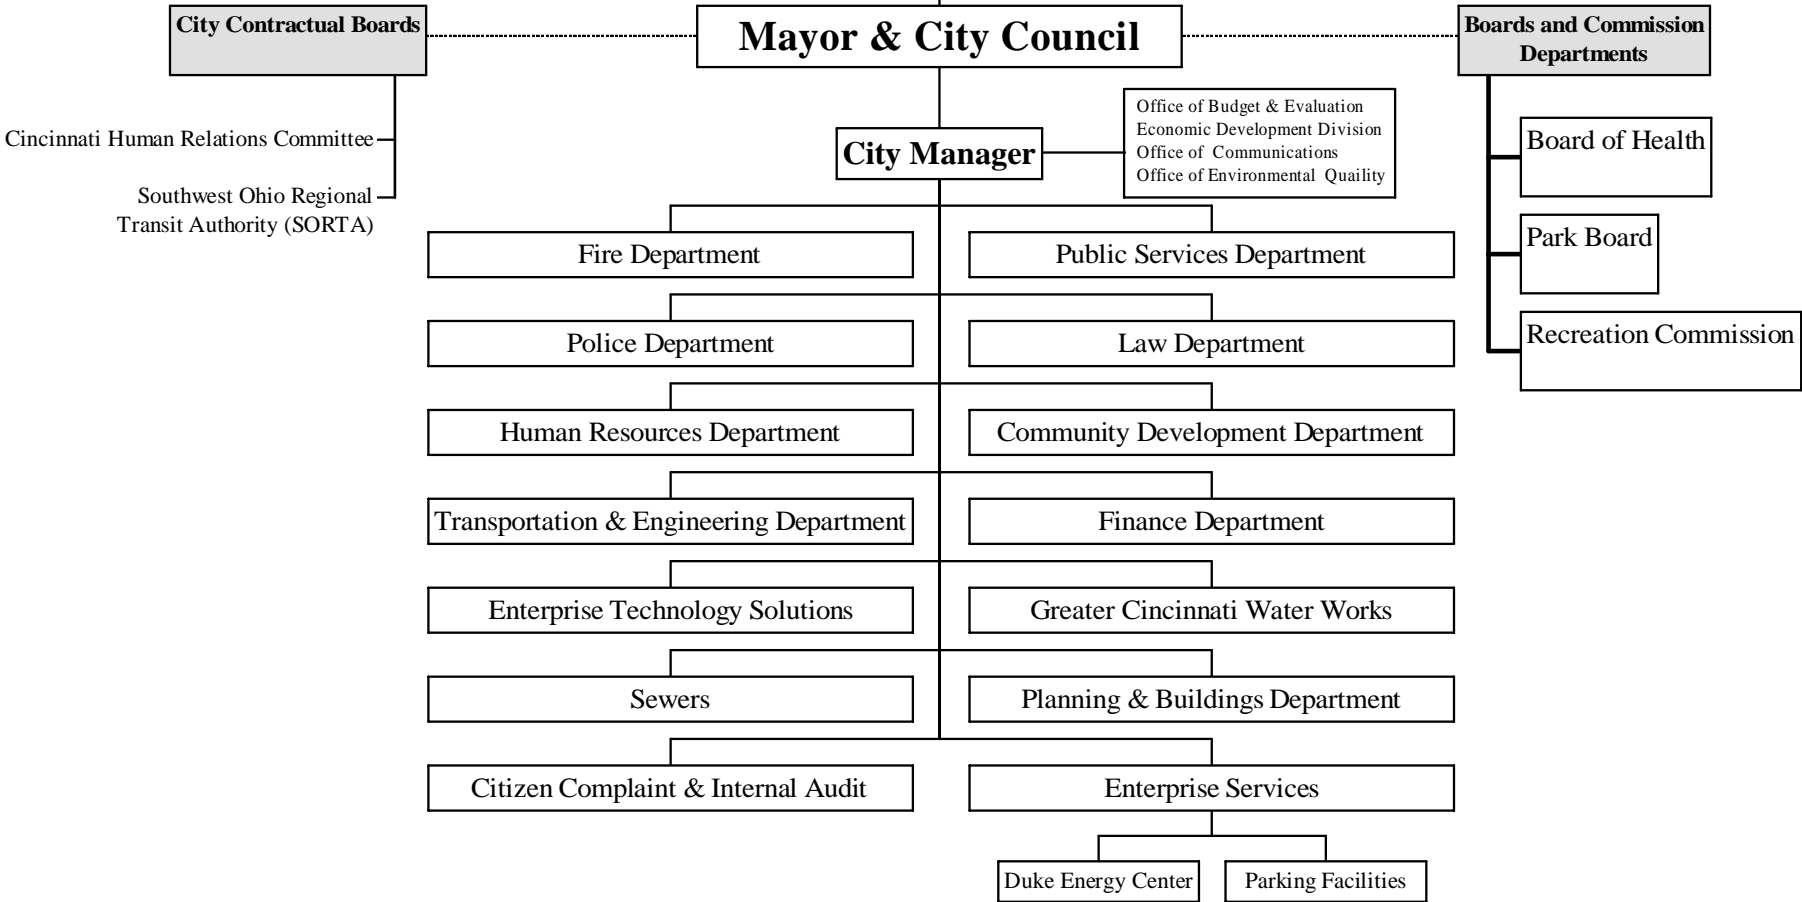 City Contractual Boards
Mayor & City Council
Boards and Commission
Departments
Cincinnati Human Relations Committee
Southwest Ohio Regional
Transit Authority (SORTA)
City Manager
Office of Budget & Evaluation
Economic Development Division
Office of Communications
Office of Environmental Quaility
Board of Health
Park Board
Recreation Commission
Fire Department
Public Services Department
Police Department
Law Department
Human Resources Department
Community Development Department
Transportation & Engineering Department
Finance Department
Enterprise Technology Solutions
Greater Cincinnati Water Works
Sewers
Planning & Buildings Department
Citizen Complaint & Internal Audit
Enterprise Services
Duke Energy Center
Parking Facilities